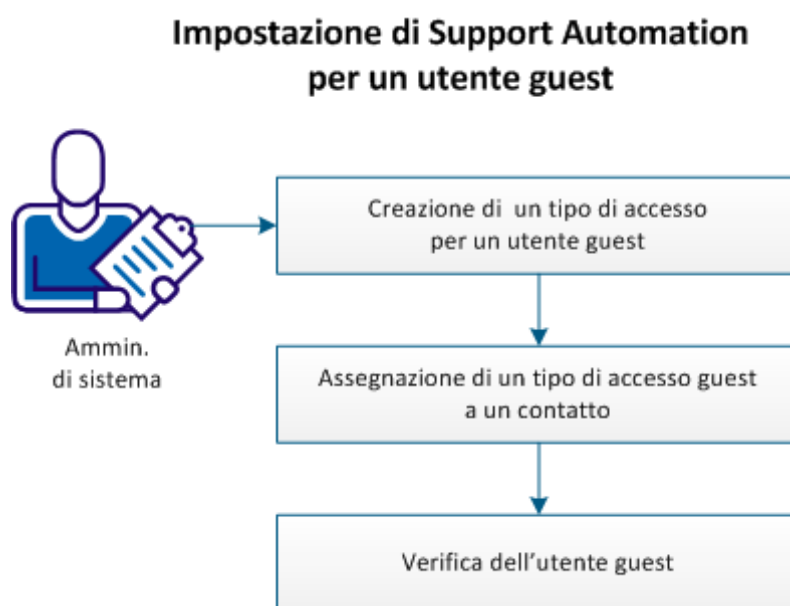 Impostazione di Support Automation
per un utente guest
Creazione di un tipo di accesso
per un utente guest
Ammin.
di sistema
Assegnazione di un tipo di accesso guest
a un contatto
Verifica dell'utente guest